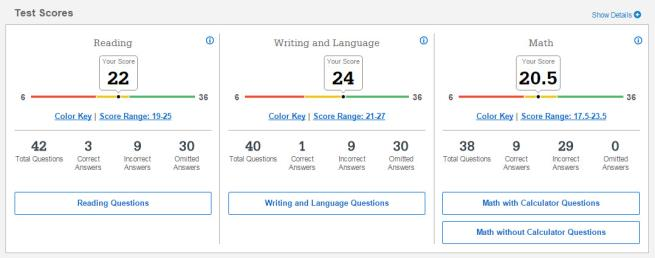 Test Scores
Show Details
Reading
Your Score
22
6
36
Color Key | Score Range: 19-25
42
Total Questions
3
Correct
Answers
9
Incorrect
Answers
30
Omitted
Answers
Reading Questions
Writing and Language
Your Score
24
6
36
Color Key | Score Range: 21-27
40
Total Questions
1
Correct
Answers
9
Incorrect
Answers
30
Omitted
Answers
Writing and Language Questions
Math
Your Score
20.5
6
36
Color Key | Score Range: 17.5-23.5
38
Total Questions
9
Correct
Answers
29
Incorrect
Answers
0
Omitted
Answers
Math with Calculator Questions
Math without Calculator Questions